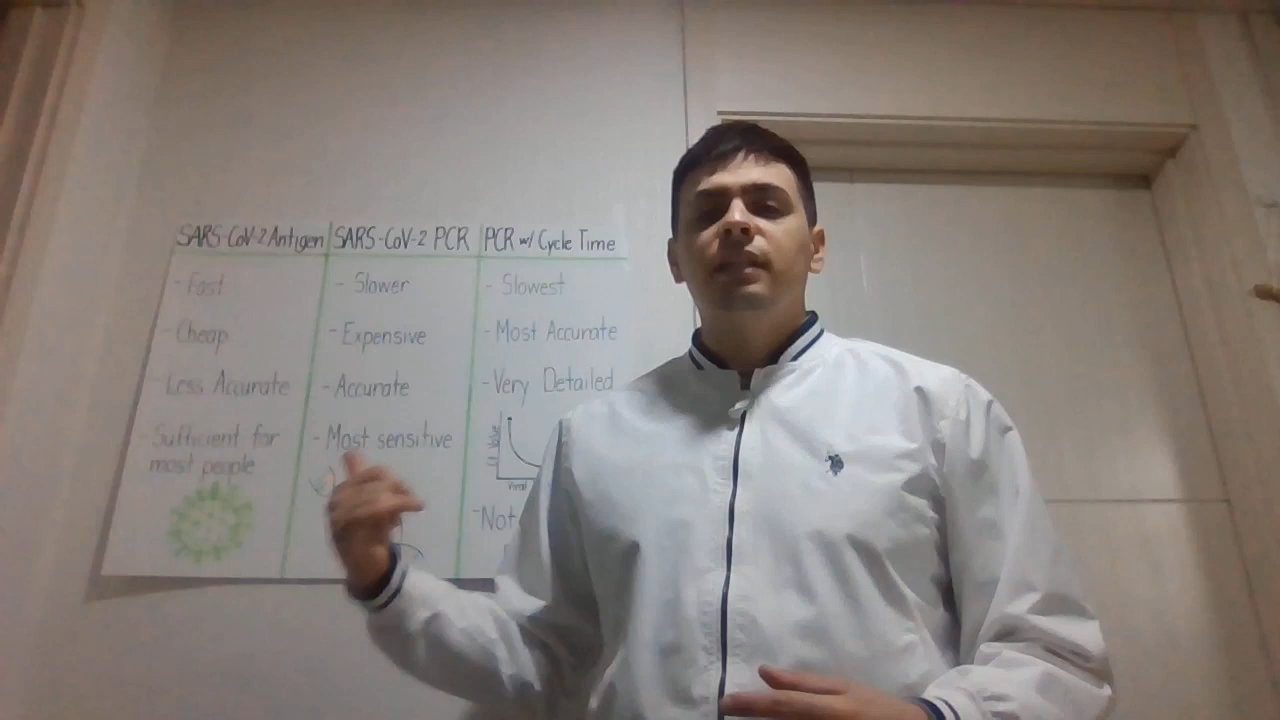 SARS-CoV-2 Antigen
- Fast
- Cheap
- Less Accurate
- Sufficient for
most people
SARS-CoV-2 PCR
- Slower
- Expensive
- Accurate
- Most sensitive
PCR w/ Cycle Time
- Slowest
- Most Accurate
- Very Detailed
Ct Value
- Not